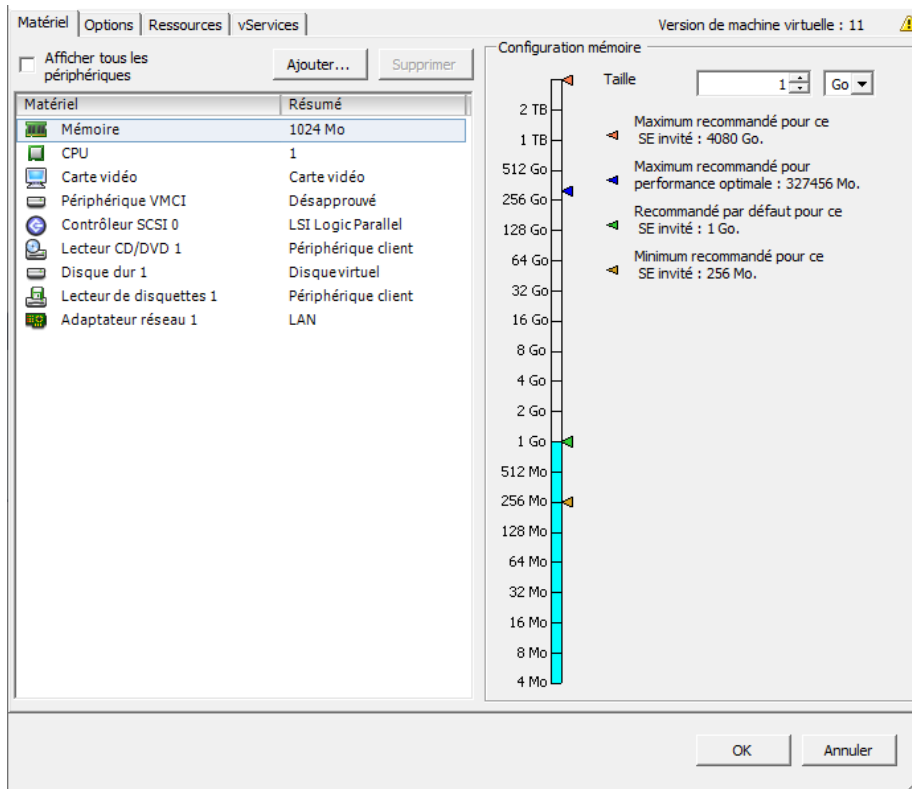 Matériel Options Ressources vServices Version de machine virtuelle : 11
Afficher tous les
périphériques
Ajouter... Supprimer
Matériel Résumé
Mémoire 1024 Mo
CPU 1
Carte vidéo Carte vidéo
Périphérique VMCI Désapprouvé
Contrôleur SCSI 0 LSI Logic Parallel
Lecteur CD/DVD 1 Périphérique client
Disque dur 1 Disque virtuel
Lecteur de disquettes 1 Périphérique client
Adaptateur réseau 1 LAN
Configuration mémoire
Taille 1 Go
2 TB
1 TB
512 Go
256 Go
128 Go
64 Go
32 Go
16 Go
8 Go
4 Go
2 Go
1 Go
512 Mo
256 Mo
128 Mo
64 Mo
32 Mo
16 Mo
8 Mo
4 Mo
Maximum recommandé pour ce
SE invité : 4080 Go.
Maximum recommandé pour
performance optimale : 327456 Mo.
Recommandé par défaut pour ce
SE invité : 1 Go.
Minimum recommandé pour ce
SE invité : 256 Mo.
OK Annuler